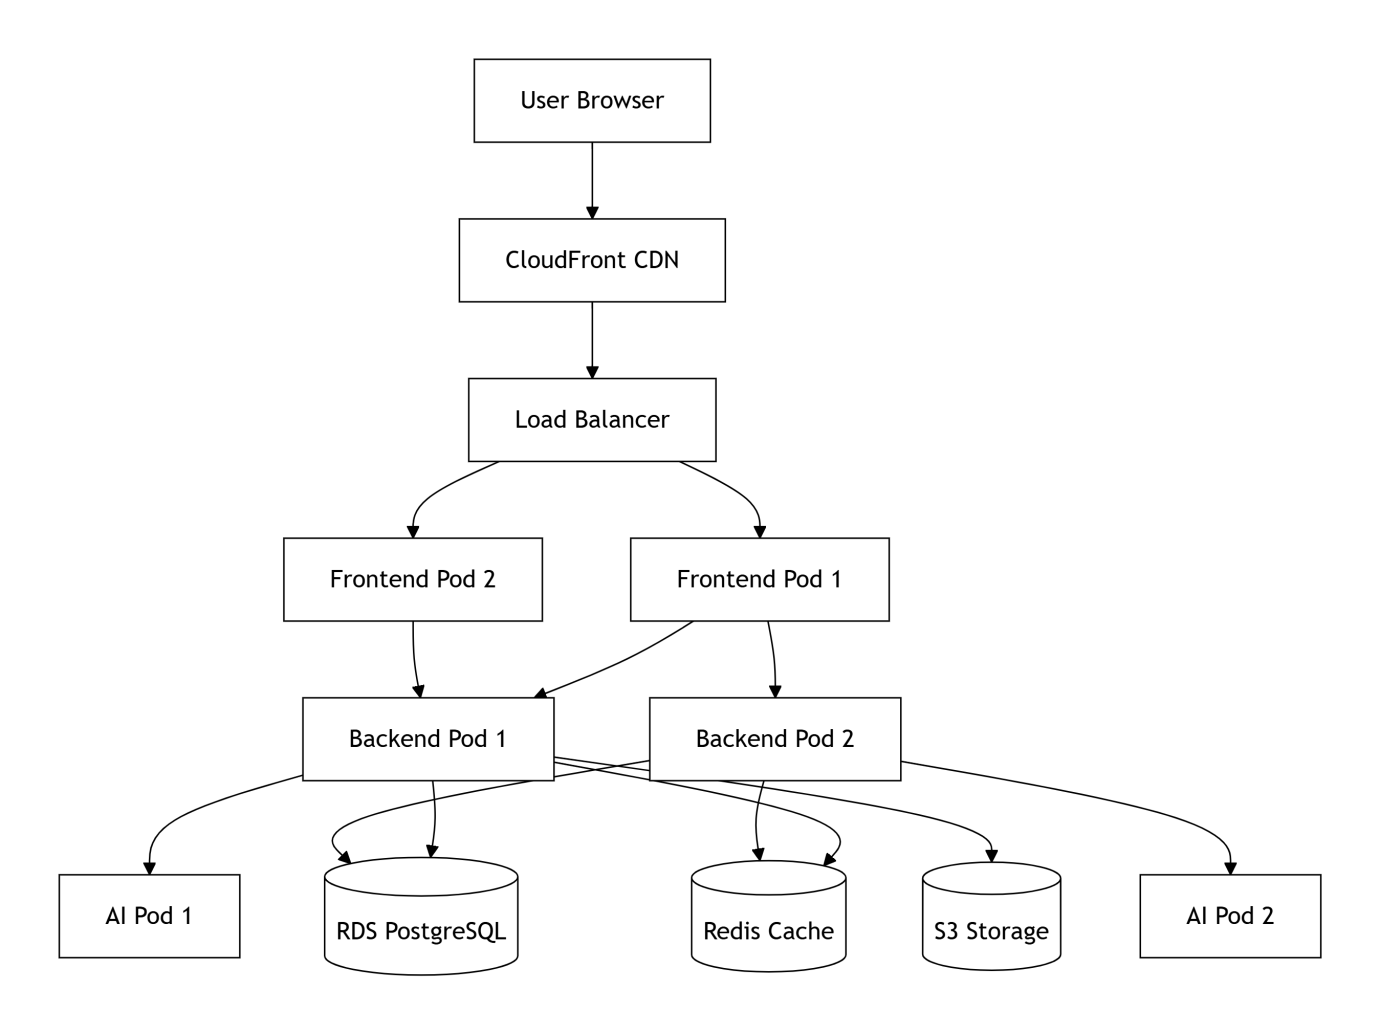 User Browser
CloudFront CDN
Load Balancer
Frontend Pod 2
Frontend Pod 1
Backend Pod 1
Backend Pod 2
AI Pod 1
RDS PostgreSQL
Redis Cache
S3 Storage
AI Pod 2